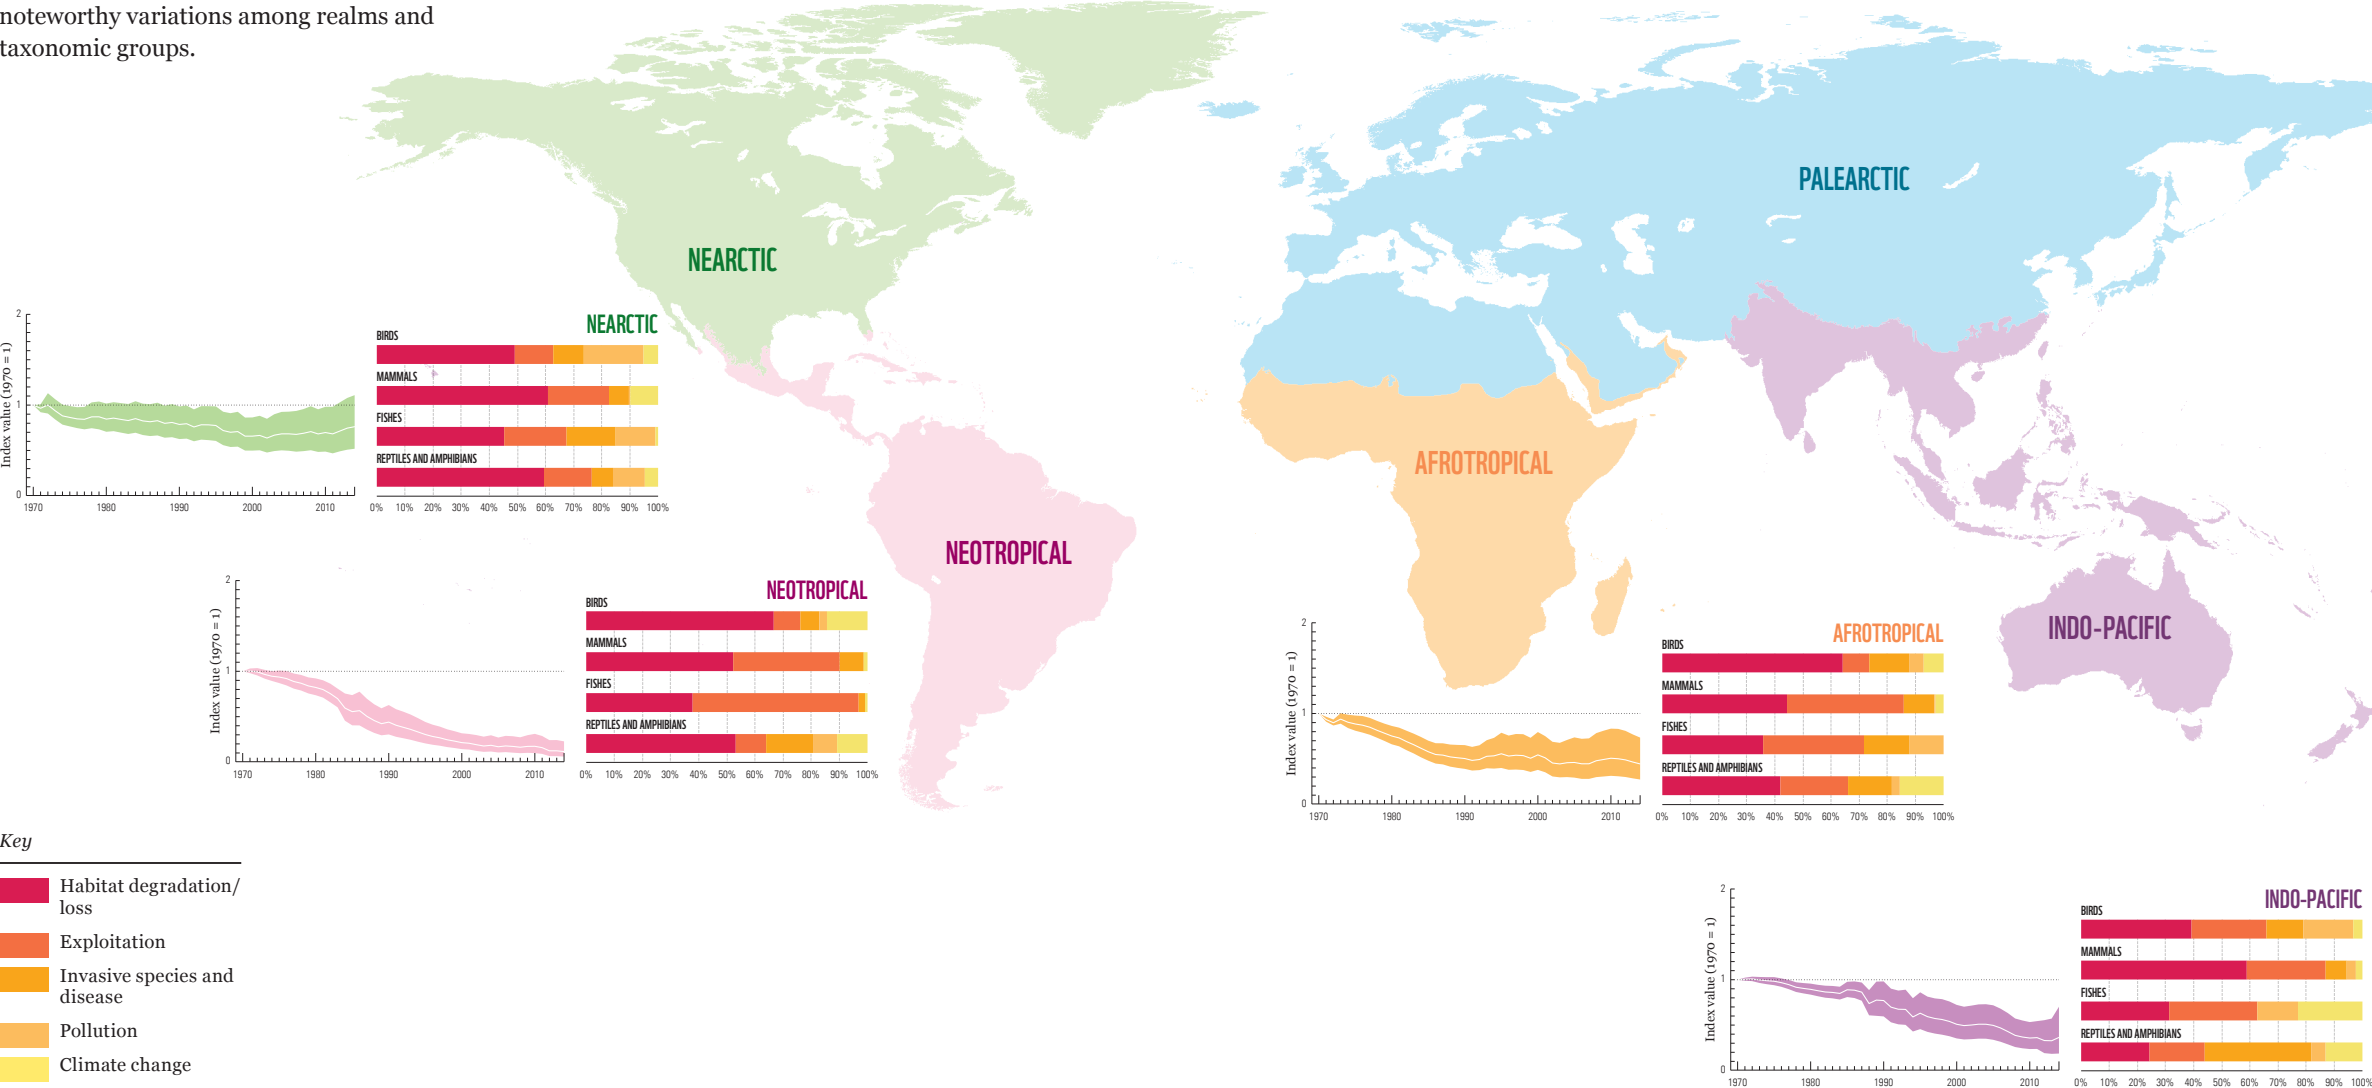 noteworthy variations among realms and
taxonomic groups.
NEARCTIC
PALEARCTIC
AFROTROPICAL
NEOTROPICAL
INDO-PACIFIC
2
1
0
Index value (1970 = 1)
1970 1980 1990 2000 2010
NEARCTIC
BIRDS
MAMMALS
FISHES
REPTILES AND AMPHIBIANS
0% 10% 20% 30% 40% 50% 60% 70% 80% 90% 100%
2
1
0
Index value (1970 = 1)
1970 1980 1990 2000 2010
NEOTROPICAL
BIRDS
MAMMALS
FISHES
REPTILES AND AMPHIBIANS
0% 10% 20% 30% 40% 50% 60% 70% 80% 90% 100%
2
1
0
Index value (1970 = 1)
1970 1980 1990 2000 2010
AFROTROPICAL
BIRDS
MAMMALS
FISHES
REPTILES AND AMPHIBIANS
0% 10% 20% 30% 40% 50% 60% 70% 80% 90% 100%
Key
Habitat degradation/
loss
Exploitation
Invasive species and
disease
Pollution
Climate change
2
1
0
Index value (1970 = 1)
1970 1980 1990 2000 2010
INDO-PACIFIC
BIRDS
MAMMALS
FISHES
REPTILES AND AMPHIBIANS
0% 10% 20% 30% 40% 50% 60% 70% 80% 90% 100%